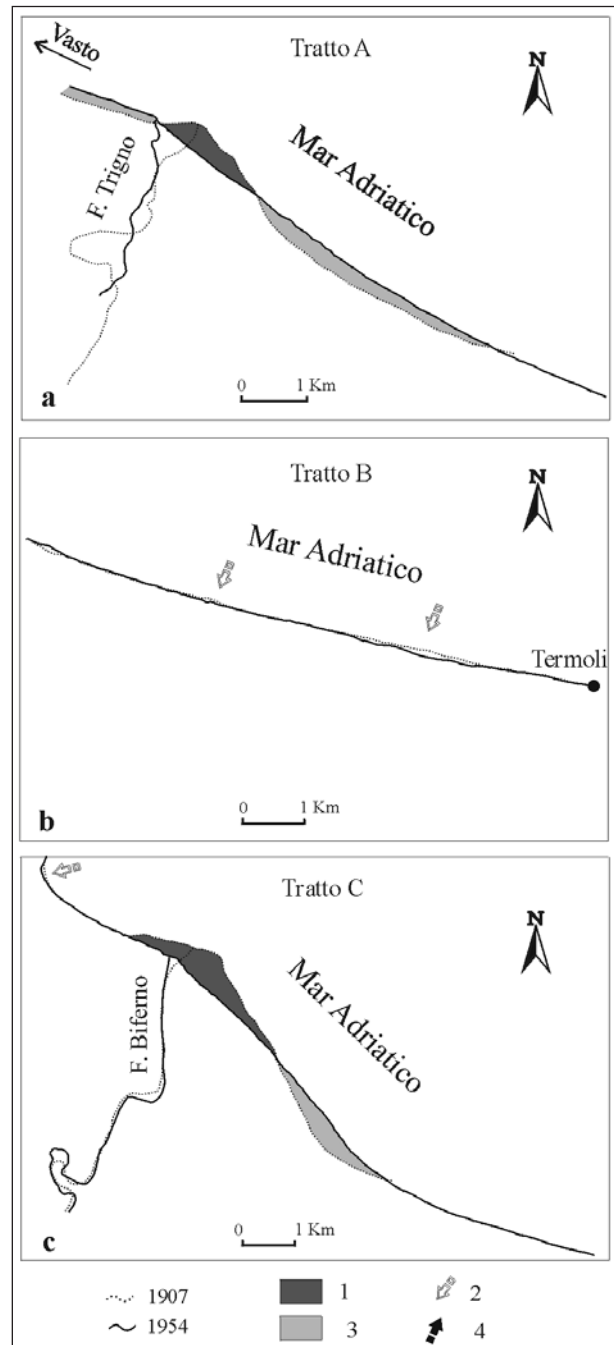 Vasto
Tratto A
N
Mar Adriatico
F. Trigno
0 1 Km
a
Tratto B
N
Mar Adriatico
Termoli
0 1 Km
b
Tratto C
N
Mar Adriatico
F. Biferno
0 1 Km
c
1907 1 2
1954 3 4